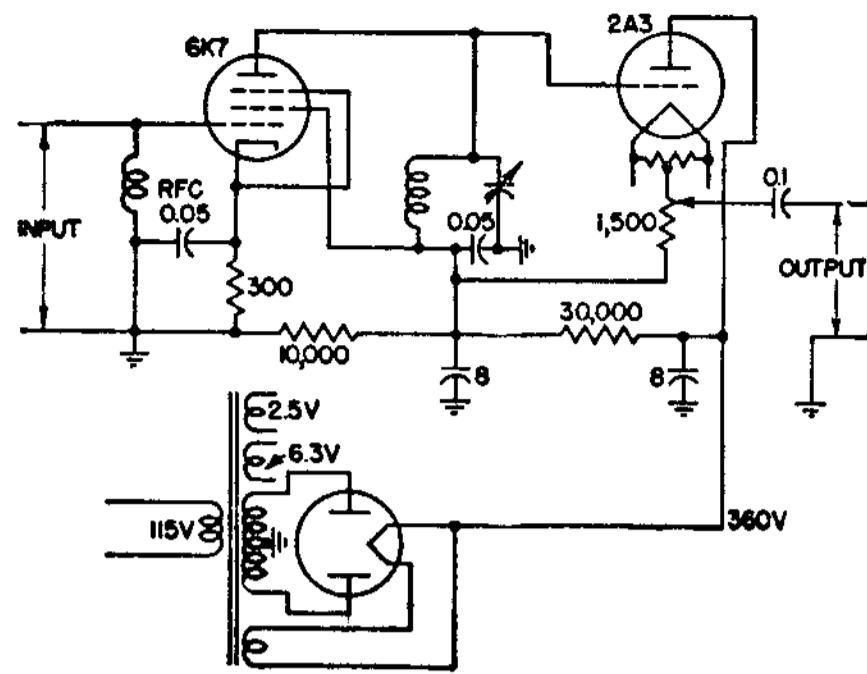 6K7
2A3
RFC
0.05
INPUT
300
0.05
1,500
0.1
OUTPUT
10,000
30,000
8
8
2.5V
6.3V
115V
360V